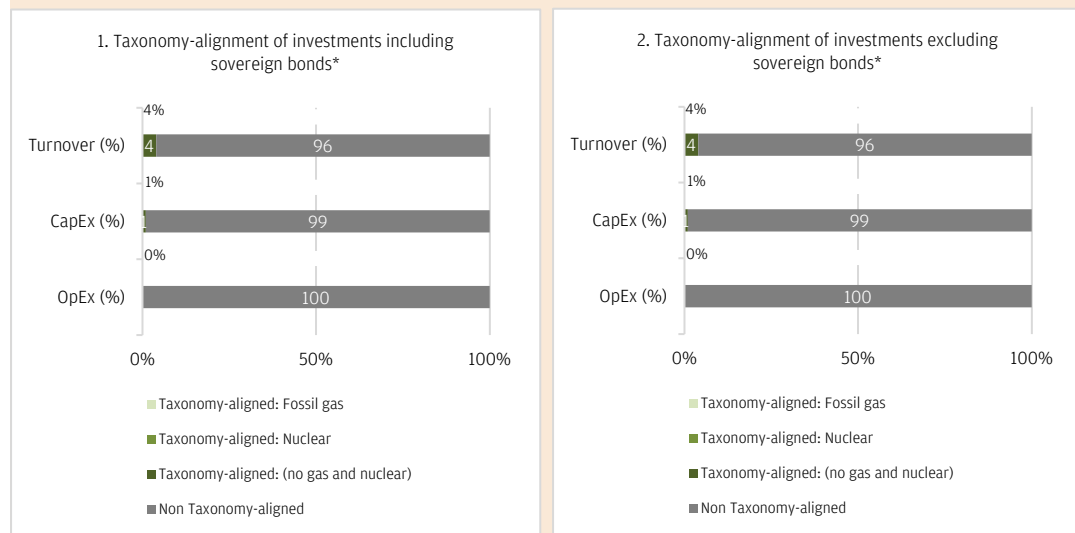 1. Taxonomy-alignment of investments including
sovereign bonds*
4%
Turnover (%)
4
96
1%
CapEx (%)
1
99
0%
OpEx (%)
100
0%
50%
100%
Taxonomy-aligned: Fossil gas
Taxonomy-aligned: Nuclear
Taxonomy-aligned: (no gas and nuclear)
Non Taxonomy-aligned
2. Taxonomy-alignment of investments excluding
sovereign bonds*
4%
Turnover (%)
4
96
1%
CapEx (%)
1
99
0%
OpEx (%)
100
0%
50%
100%
Taxonomy-aligned: Fossil gas
Taxonomy-aligned: Nuclear
Taxonomy-aligned: (no gas and nuclear)
Non Taxonomy-aligned